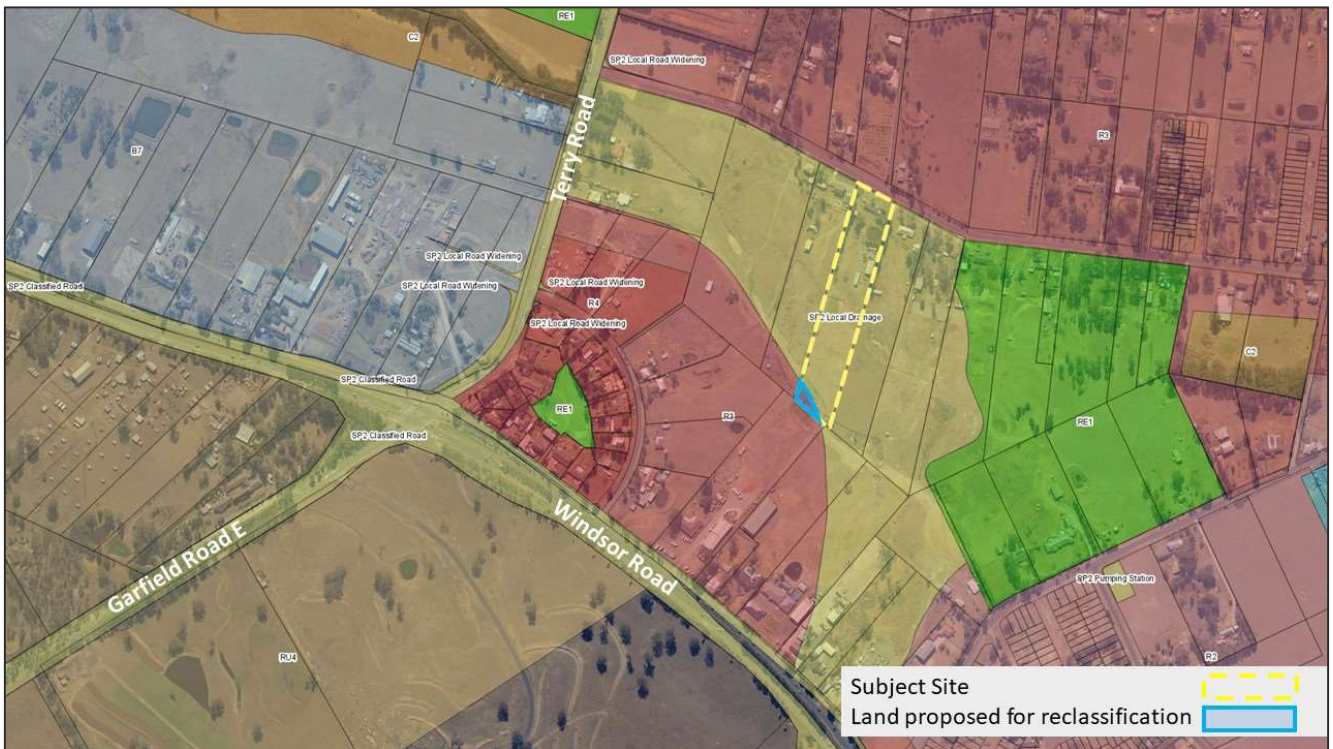 RE1
C2
SP2 Local Road Widening
Terry Road
R3
B7
SP2 Local Road Widening
SP2 Classified Road
SP2 Local Road Widening
SP2 Local Road Widening
R4
SP2 Local Drainage
SP2 Local Road Widening
C2
SP2 Classified Road
RE1
R3
RE1
SP2 Classified Road
Windsor Road
Garfield Road E
SP2 Pumping Station
RU4
R2
Subject Site
Land proposed for reclassification